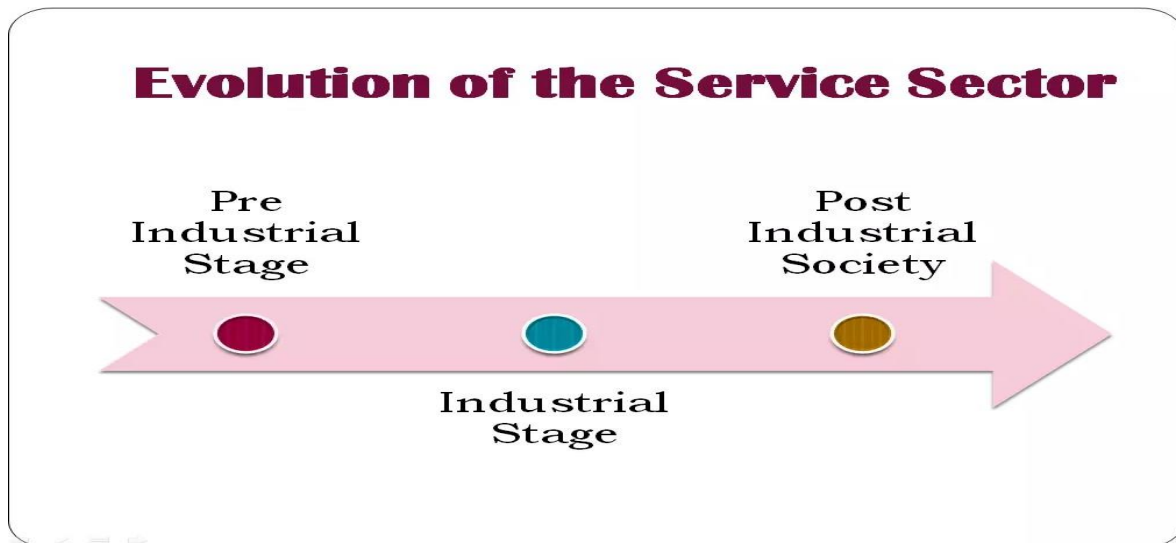 Evolution of the Service Sector
Pre
Industrial
Stage
Post
Industrial
Society
Industrial
Stage